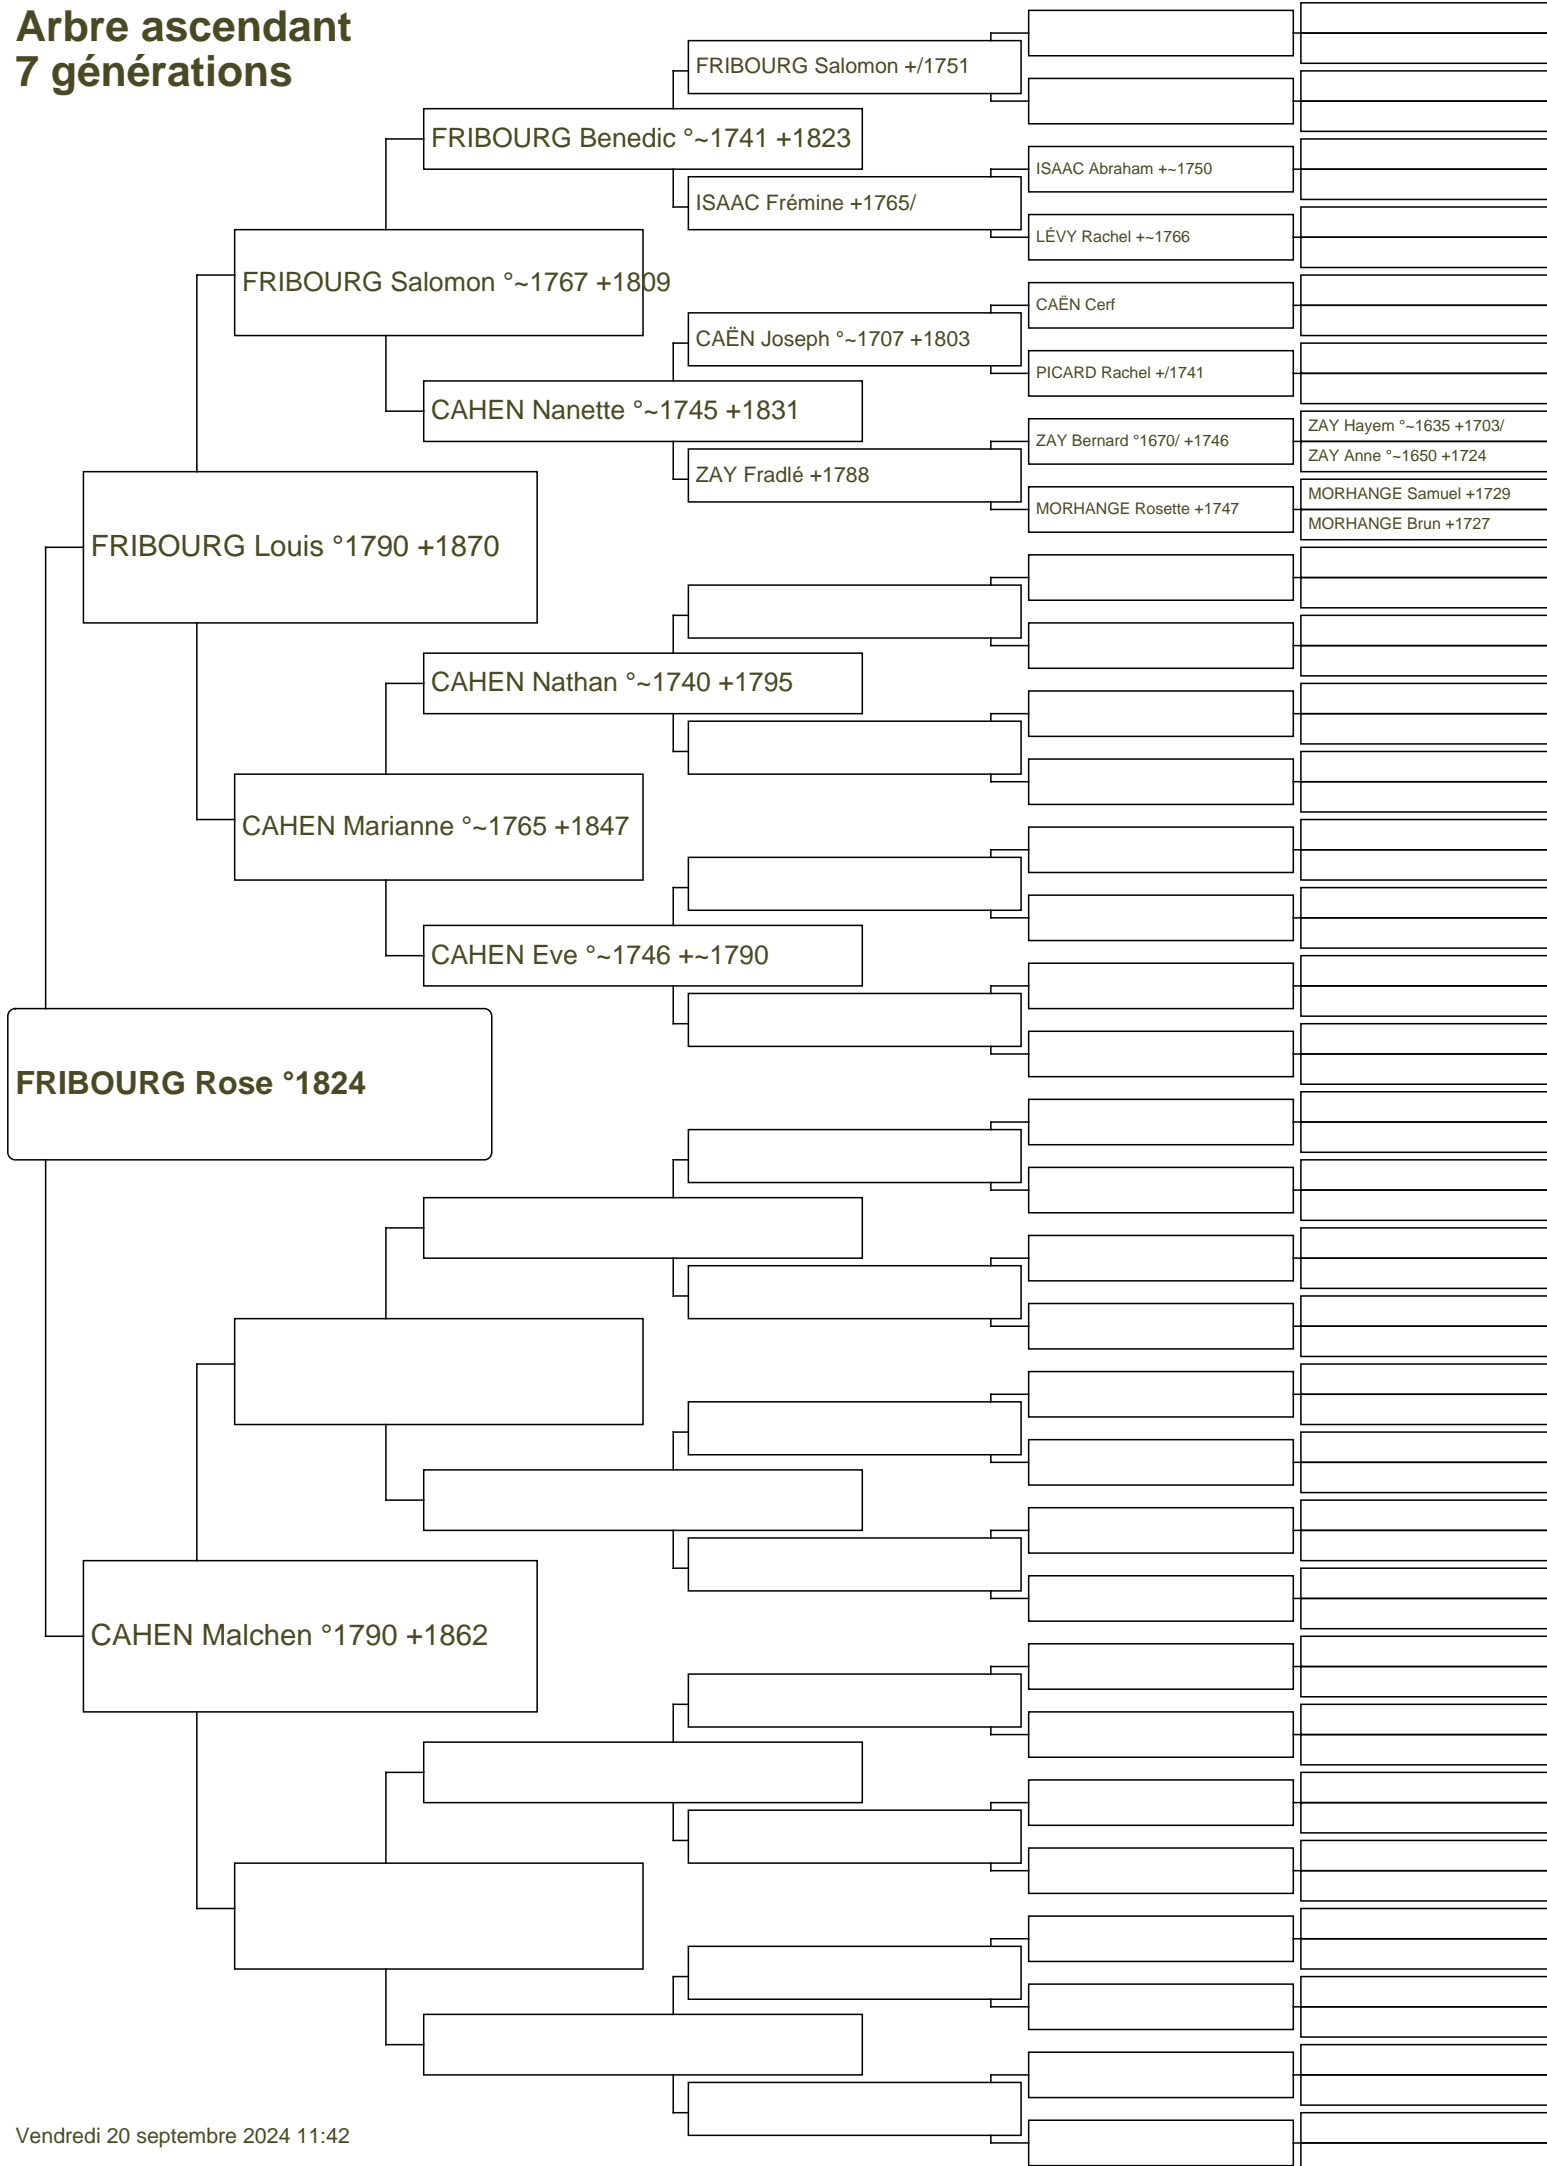 Arbre ascendant
7 générations
FRIBOURG Salomon +/1751
FRIBOURG Benedic °~1741 +1823
ISAAC Abraham +~1750
ISAAC Frémine +1765/
LÉVY Rachel +~1766
FRIBOURG Salomon °~1767 +1809
CAËN Cerf
CAËN Joseph °~1707 +1803
PICARD Rachel +/1741
CAHEN Nanette °~1745 +1831
ZAY Hayem °~1635 +1703/
ZAY Bernard °1670/ +1746
ZAY Anne °~1650 +1724
ZAY Fradlé +1788
MORHANGE Samuel +1729
MORHANGE Rosette +1747
MORHANGE Brun +1727
FRIBOURG Louis °1790 +1870
CAHEN Nathan °~1740 +1795
CAHEN Marianne °~1765 +1847
CAHEN Eve °~1746 +~1790
FRIBOURG Rose °1824
CAHEN Malchen °1790 +1862
Vendredi 20 septembre 2024 11:42